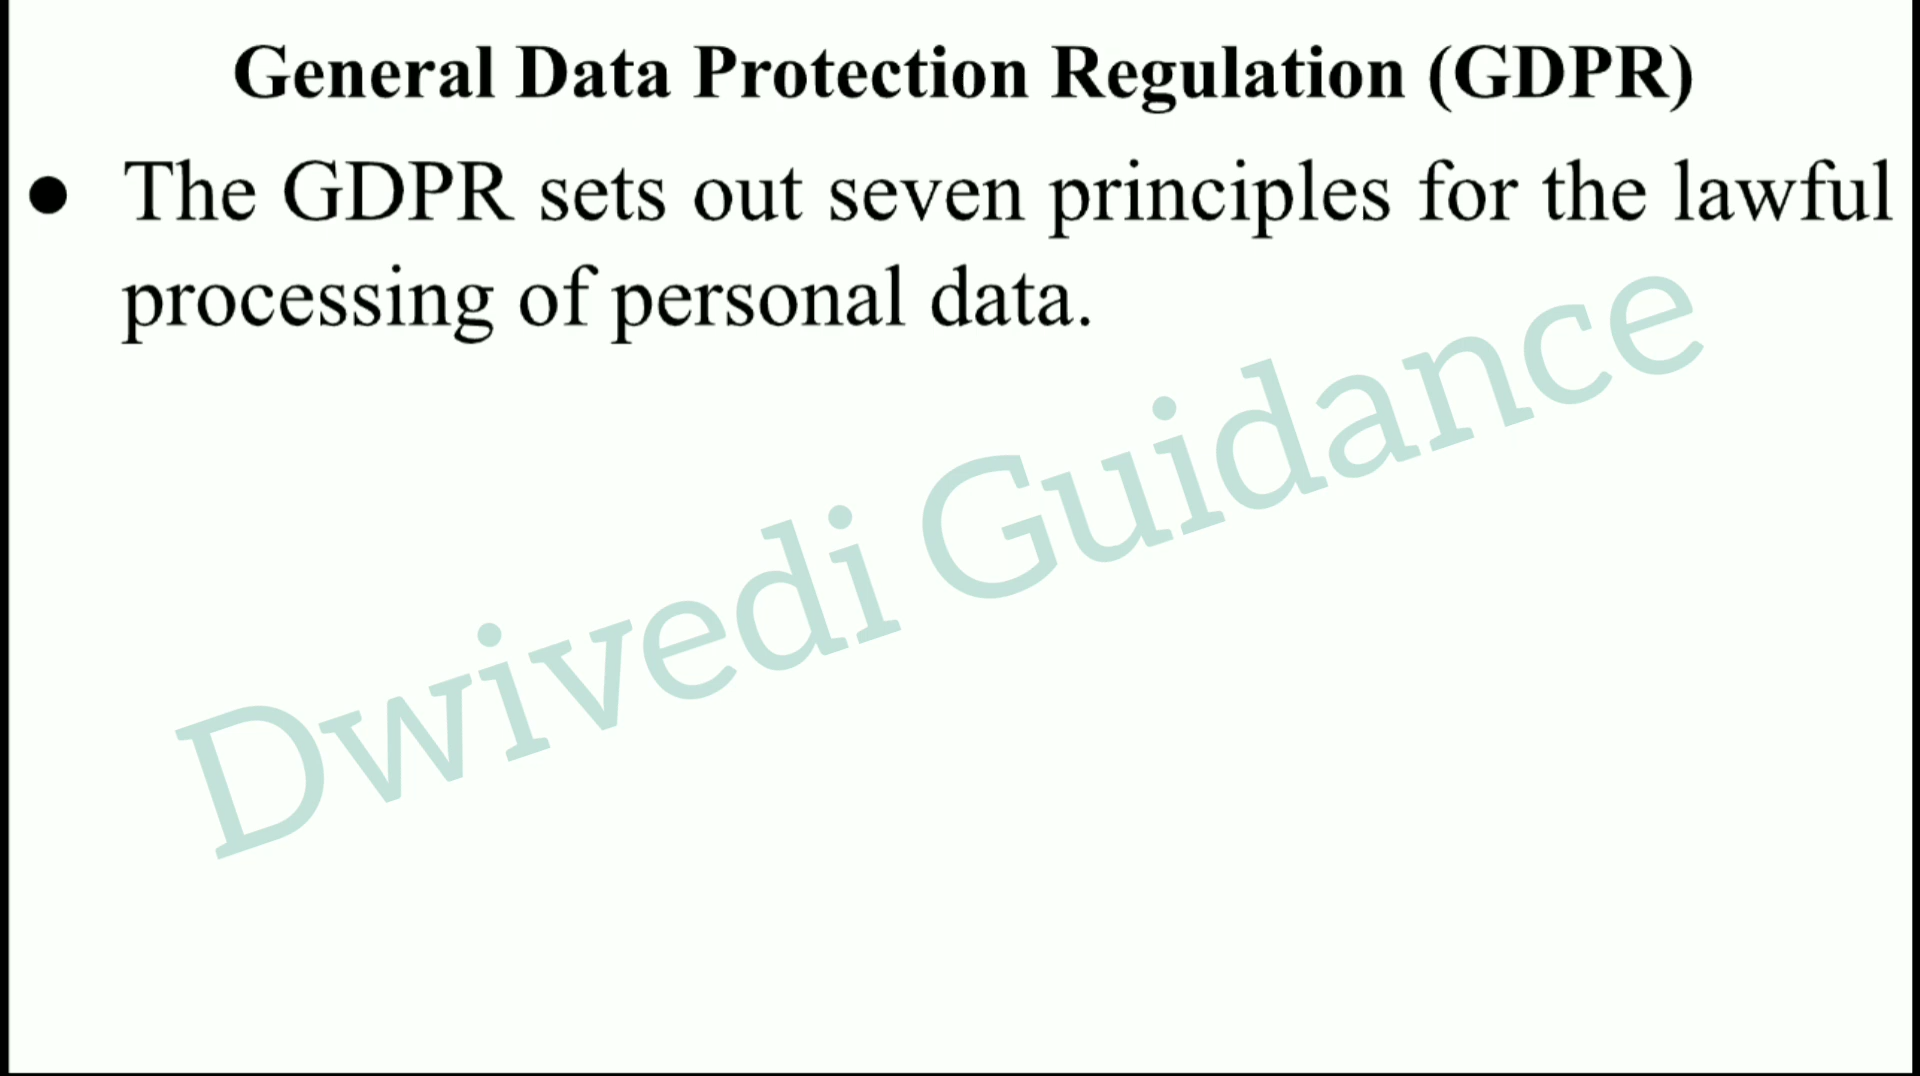 General Data Protection Regulation (GDPR)
● The GDPR sets out seven principles for the lawful
processing of personal data.
Dwivedi Guidance